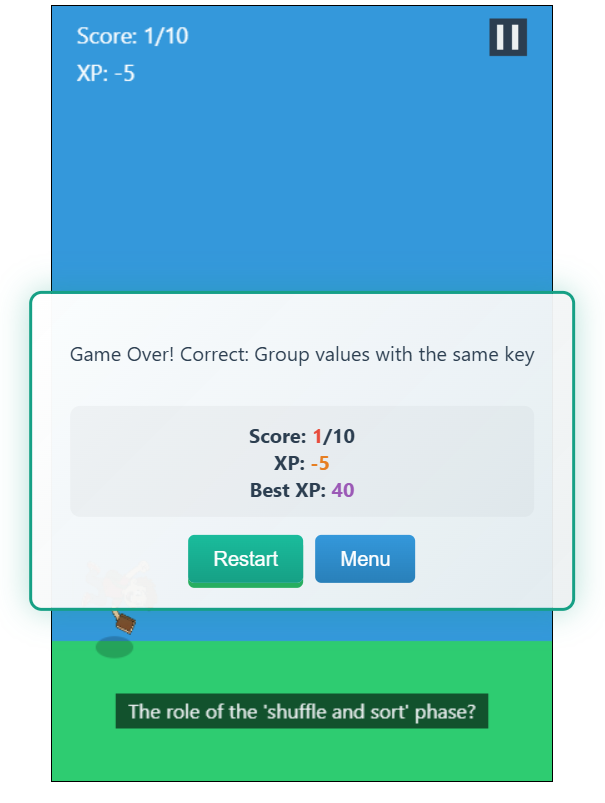 Score: 1/10
XP: -5
Game Over! Correct: Group values with the same key
Score: 1/10
XP: -5
Best XP: 40
Restart
Menu
The role of the 'shuffle and sort' phase?